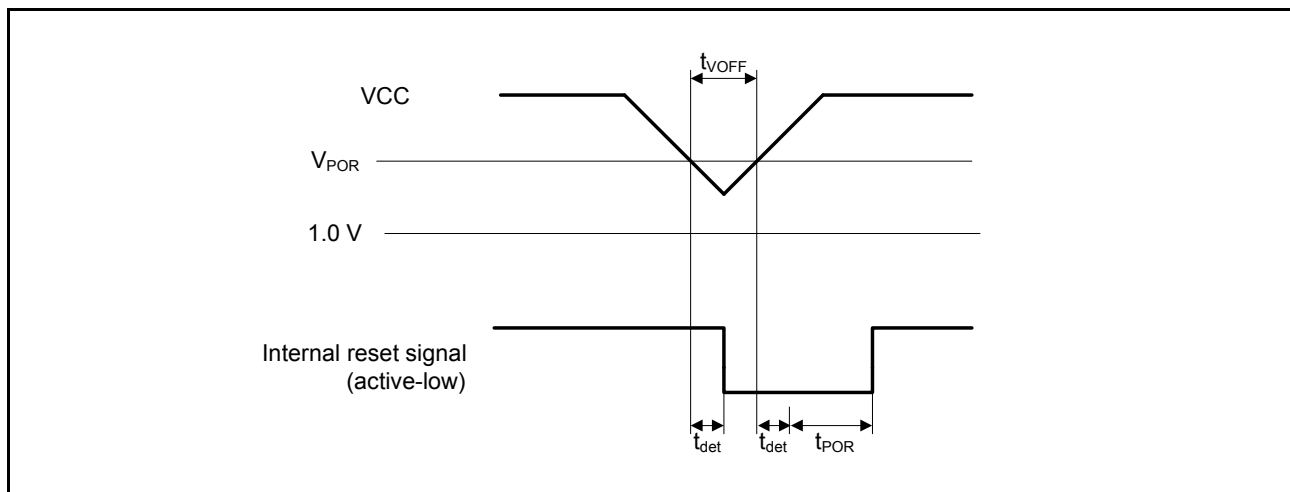 tVOFF
VCC
VPOR
1.0 V
Internal reset signal
(active-low)
tdet
tdet
tPOR